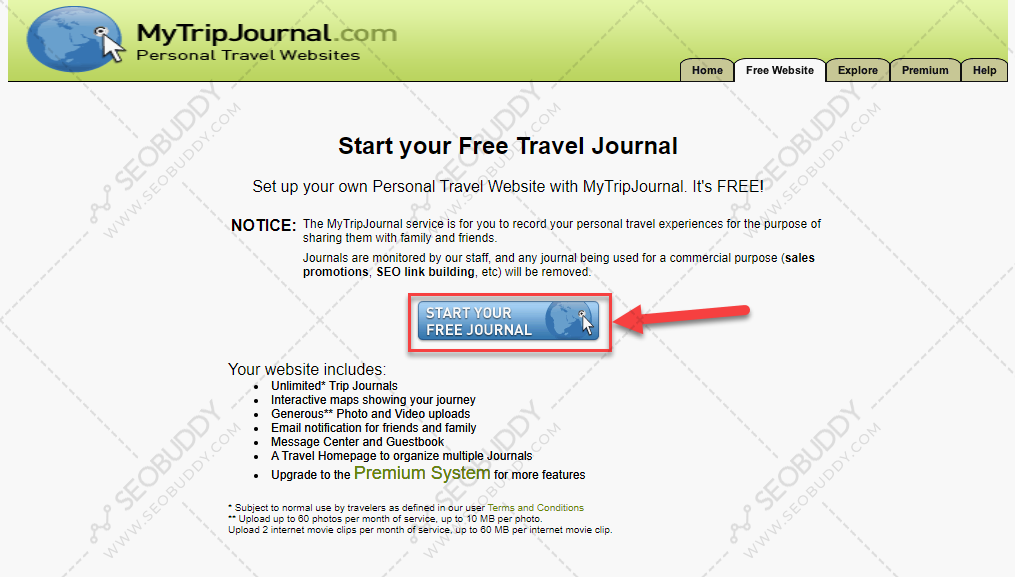 MyTripJournal.com
Personal Travel Websites
Home Free Website Explore Premium Help
Start your Free Travel Journal
Set up your own Personal Travel Website with MyTripJournal. It's FREE!
NOTICE: The MyTripJournal service is for you to record your personal travel experiences for the purpose of
sharing them with family and friends.
Journals are monitored by our staff, and any journal being used for a commercial purpose (sales
promotions, SEO link building, etc) will be removed.
START YOUR
FREE JOURNAL
Your website includes:
• Unlimited* Trip Journals
• Interactive maps showing your journey
• Generous** Photo and Video uploads
• Email notification for friends and family
• Message Center and Guestbook
• A Travel Homepage to organize multiple Journals
• Upgrade to the Premium System for more features
* Subject to normal use by travelers as defined in our user Terms and Conditions
** Upload up to 60 photos per month of service, up to 10 MB per photo.
Upload 2 internet movie clips per month of service, up to 60 MB per internet movie clip.
SEOBUDDY
WWW.SEOBUDDY.COM
SEOBUDDY
WWW.SEOBUDDY.COM
SEOBUDDY
WWW.SEOBUDDY.COM
SEOBUDDY
WWW.SEOBUDDY.COM
SEOBUDDY
WWW.SEOBUDDY.COM
SEOBUDDY
WWW.SEOBUDDY.COM